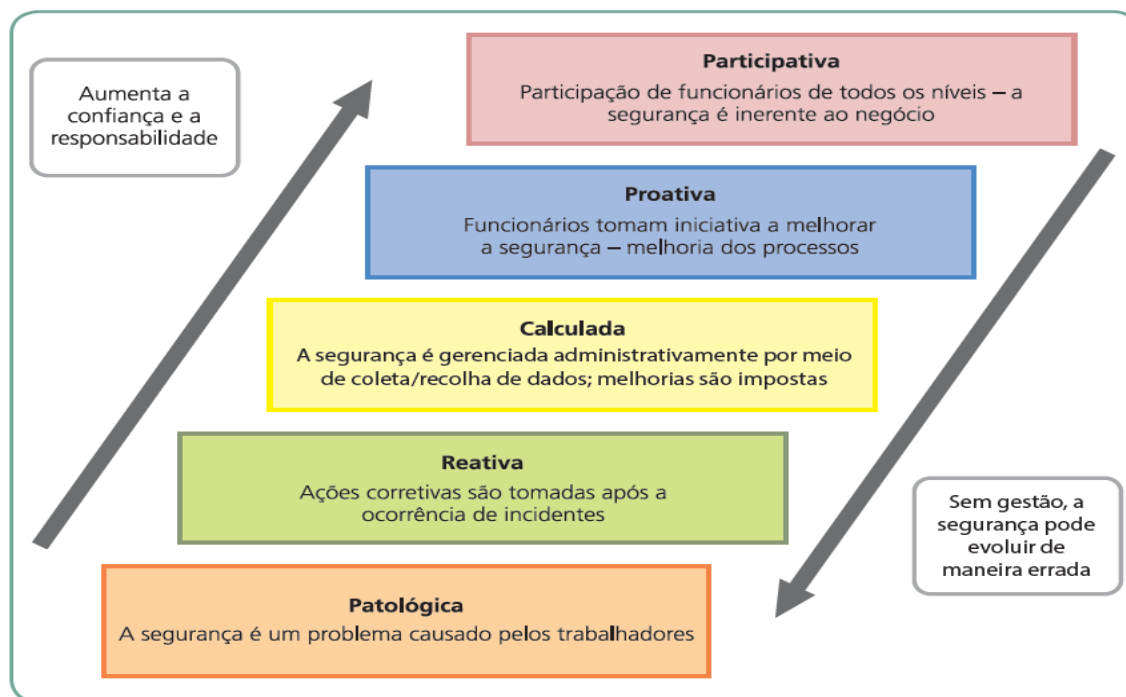 Participativa
Participação de funcionários de todos os níveis – a
segurança é inerente ao negócio
Aumenta a
confiança e a
responsabilidade
Proativa
Funcionários tomam iniciativa a melhorar
a segurança – melhoria dos processos
Calculada
A segurança é gerenciada administrativamente por meio
de coleta/recolha de dados; melhorias são impostas
Reativa
Ações corretivas são tomadas após a
ocorrência de incidentes
Sem gestão, a
segurança pode
evoluir de
maneira errada
Patológica
A segurança é um problema causado pelos trabalhadores